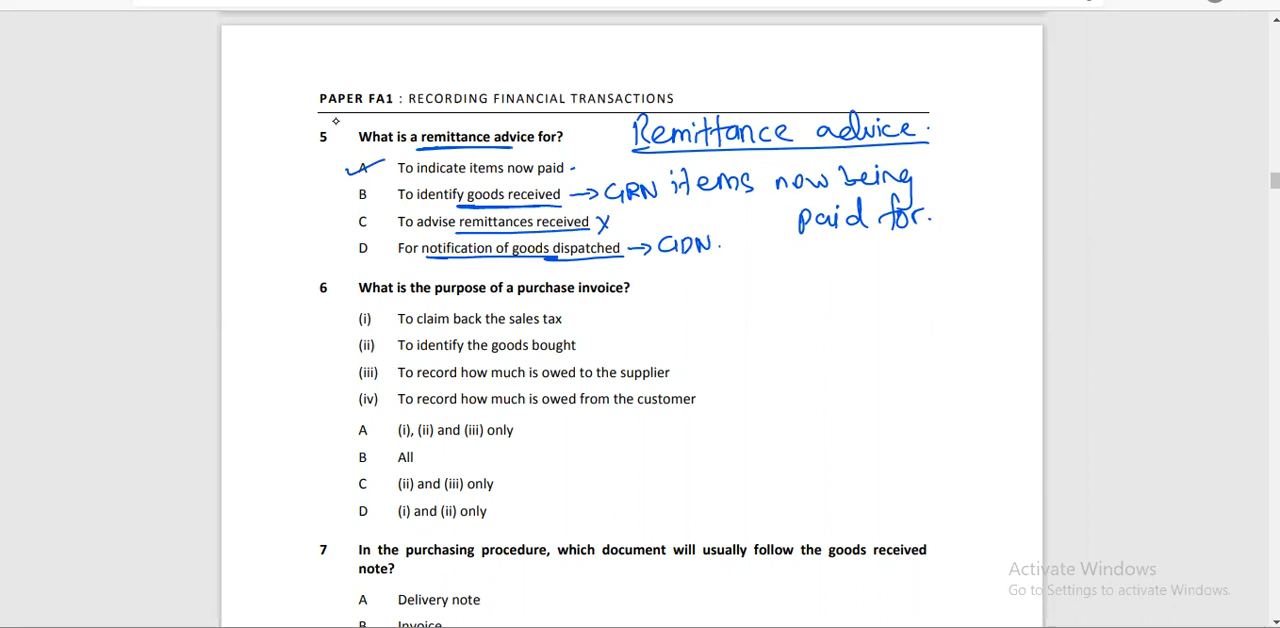 PAPER FA1 : RECORDING FINANCIAL TRANSACTIONS
5 What is a remittance advice for? Remittance advice.
A To indicate items now paid
B To identify goods received → GRN items now being
paid for.
C To advise remittances received X
D For notification of goods dispatched → GDN.
6 What is the purpose of a purchase invoice?
(i) To claim back the sales tax
(ii) To identify the goods bought
(iii) To record how much is owed to the supplier
(iv) To record how much is owed from the customer
A (i), (ii) and (iii) only
B All
C (ii) and (iii) only
D (i) and (ii) only
7 In the purchasing procedure, which document will usually follow the goods received
note?
Activate Windows
Go to Settings to activate Windows.
A Delivery note
B Invoice